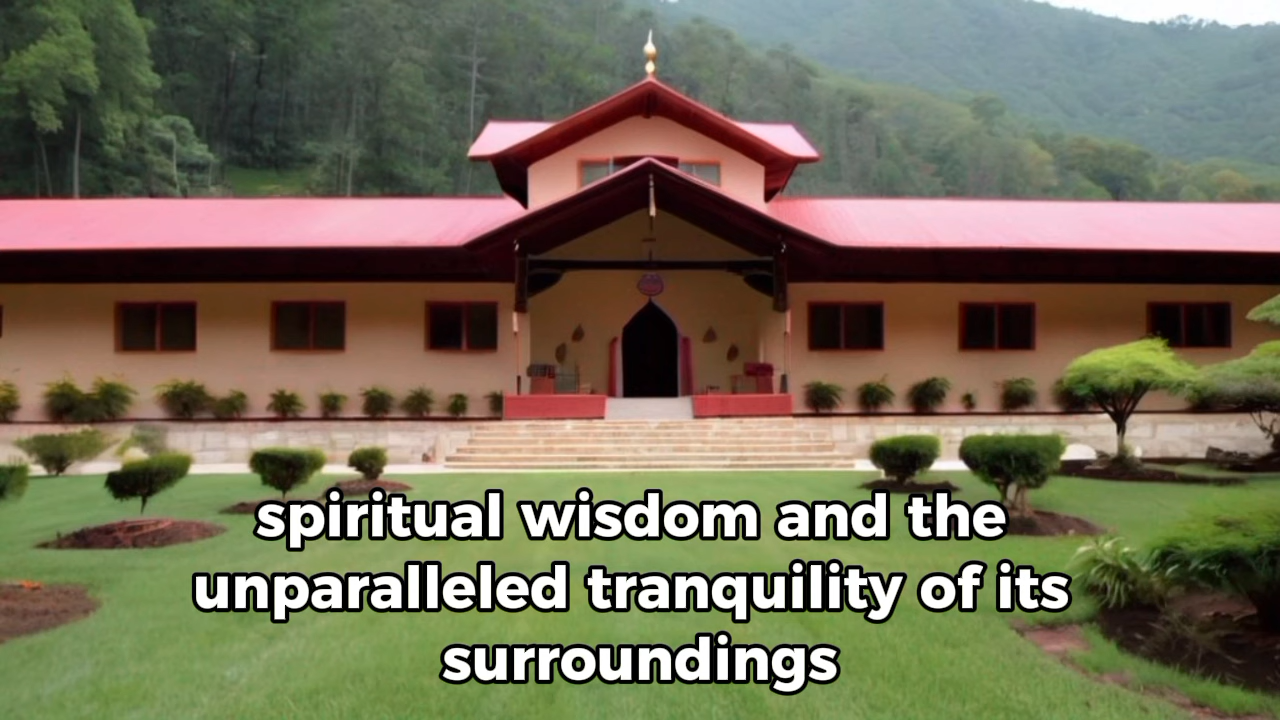 spiritual wisdom and the
unparalleled tranquility of its
surroundings